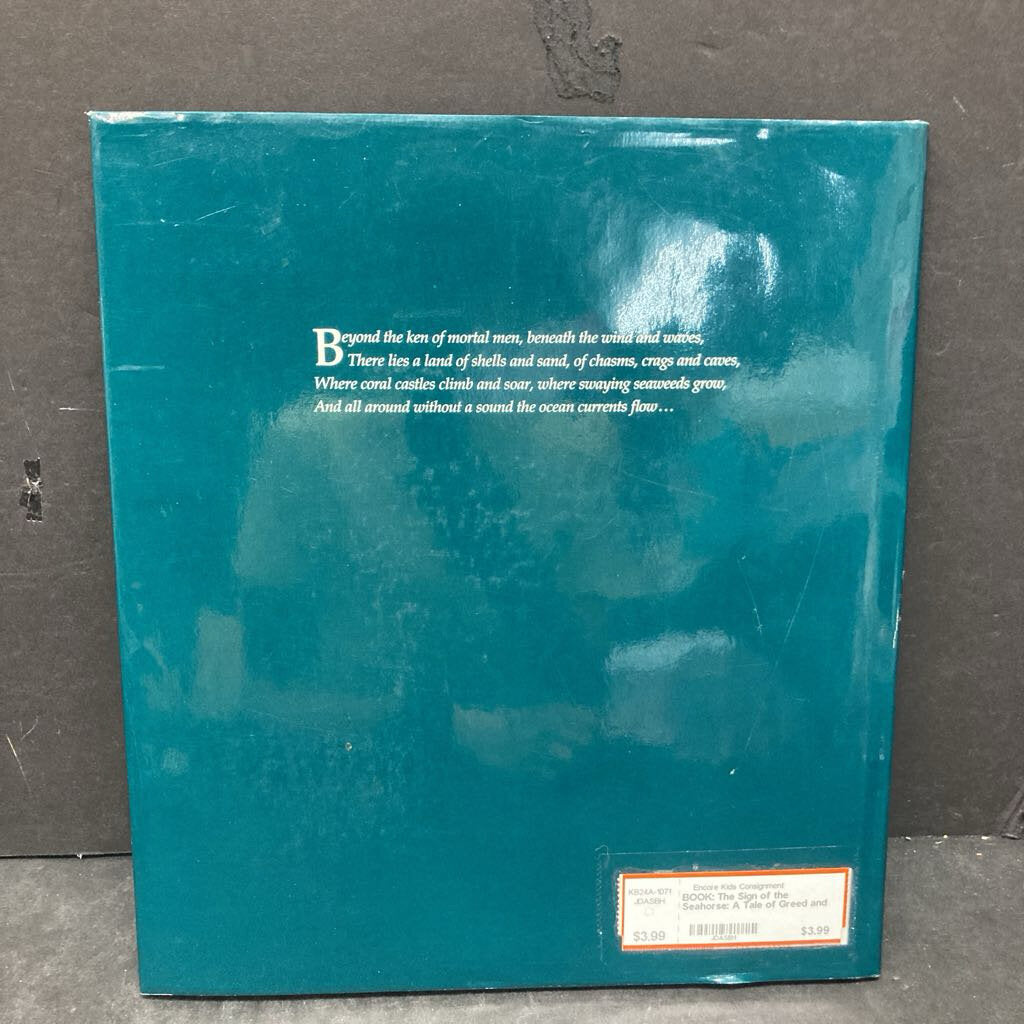 Beyond the ken of mortal men, beneath the wind and waves,
There lies a land of shells and sand, of chasms, crags and caves,
Where coral castles climb and soar, where swaying seaweeds grow,
And all around without a sound the ocean currents flow...
KB24A-1071
JDASBH
$3.99
Encore Kids Consignment
BOOK: The Sign of the
Seahorse: A Tale of Greed and
JDASBH
$3.99